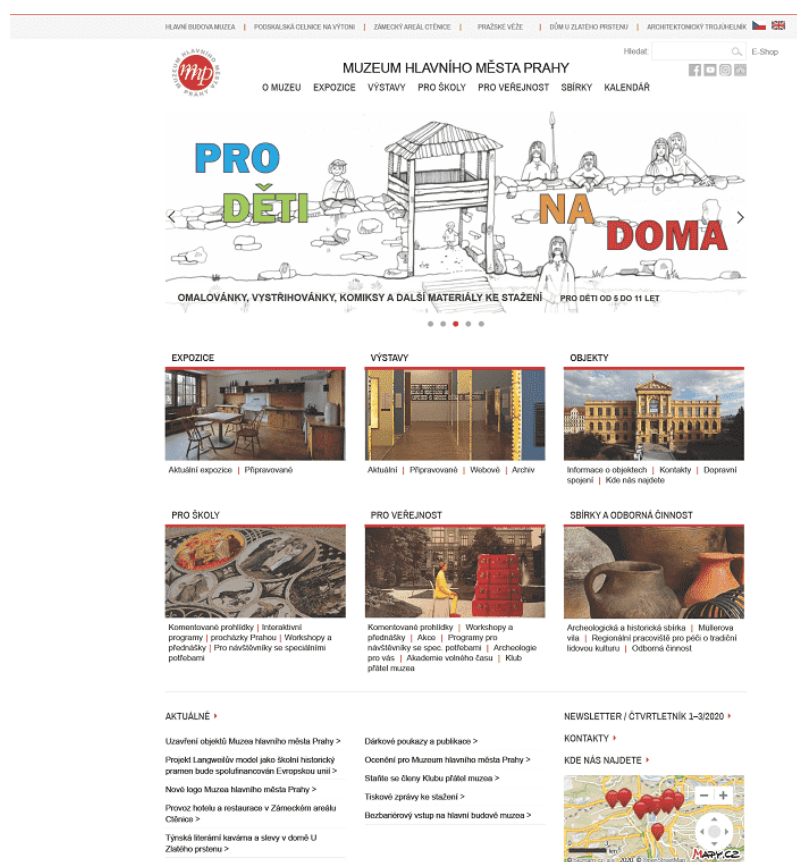 HLAVNÍ BUDOVA MUZEA | PODSKALSKÁ CELNICE NA VÝTONI | ZÁMECKÝ AREÁL CTĚNICE | PRAŽSKÉ VĚŽE | DŮM U ZLATÉHO PRSTENU | ARCHITEKTONICKÝ TROJÚHELNÍK
Hledat
E-Shop
MUZEUM HLAVNÍHO MĚSTA PRAHY
mp
MUZEUM HLAVNÍHO MĚSTA PRAHY
O MUZEU EXPOZICE VÝSTAVY PRO ŠKOLY PRO VEŘEJNOST SBÍRKY KALENDÁŘ
PRO
DĚTI
NA
DOMA
OMALOVÁNKY, VYSTŘIHOVÁNKY, KOMIKSY A DALŠÍ MATERIÁLY KE STAŽENÍ PRO DĚTI OD 5 DO 11 LET
EXPOZICE
Aktuální expozice | Připravované
VÝSTAVY
Aktuální | Připravované | Webové | Archiv
OBJEKTY
Informace o objektech | Kontakty | Dopravní
spojení | Kde nás najdete
PRO ŠKOLY
Komentované prohlídky | Interaktivní
programy | procházky Prahou | Workshopy a
přednášky | Pro návštěvníky se speciálními
potřebami
PRO VEŘEJNOST
Komentované prohlídky | Workshopy a
přednášky | Akce | Programy pro
návštěvníky se spec. potřebami | Archeologie
pro vás | Akademie volného času | Klub
přátel muzea
SBÍRKY A ODBORNÁ ČINNOST
Archeologická a historická sbírka | Müllerova
vila | Regionální pracoviště pro péči o tradiční
lidovou kulturu | Odborná činnost
AKTUÁLNĚ
Uzavření objektů Muzea hlavního města Prahy >
Projekt Langweilův model jako školní historický
pramen bude spolufinancován Evropskou unií >
Nové logo Muzea hlavního města Prahy >
Provoz hotelu a restaurace v Zámeckém areálu
Ctěnice >
Týnská literární kavárna a slevy v domě U
Zlatého prstenu >
Dárkové poukazy a publikace >
Ocenění pro Muzeum hlavního města Prahy >
Staňte se členy Klubu přátel muzea >
Tiskové zprávy ke stažení >
Bezbariérový vstup na hlavní budově muzea >
NEWSLETTER / ČTVRTLETNÍK 1–3/2020
KONTAKTY
KDE NÁS NAJDETE
Mapy.cz